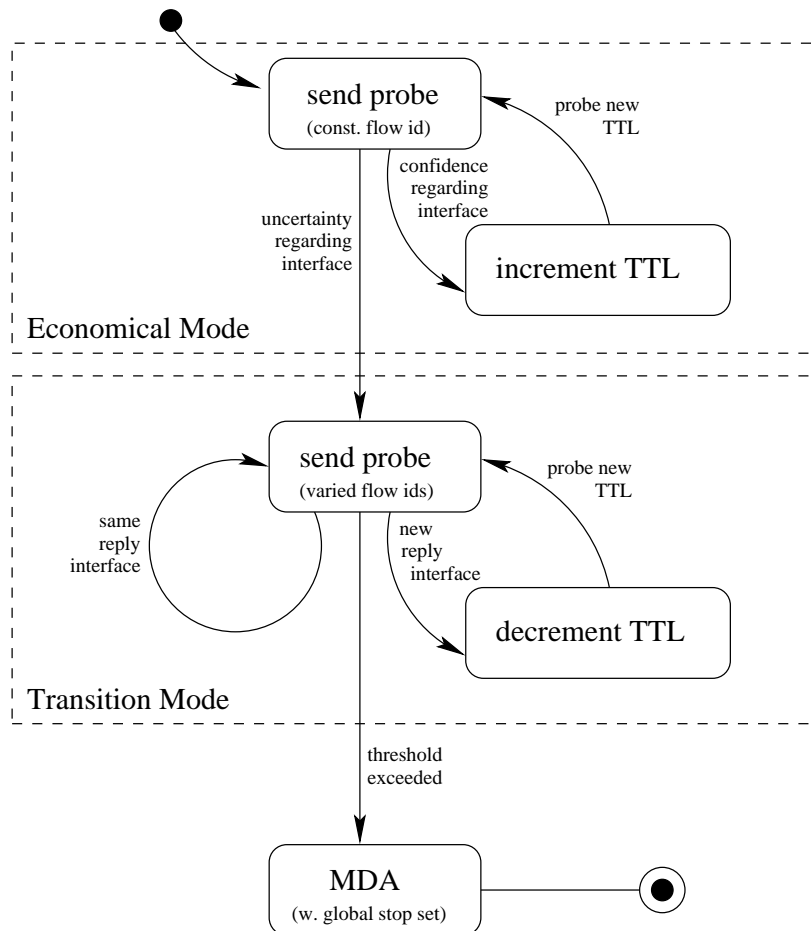 send probe
(const. flow id)
probe new
TTL
confidence
regarding
interface
uncertainty
regarding
interface
increment TTL
Economical Mode
send probe
(varied flow ids)
probe new
TTL
same
reply
interface
new
reply
interface
decrement TTL
Transition Mode
threshold
exceeded
MDA
(w. global stop set)